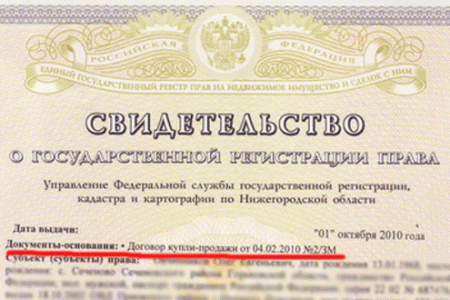 РОССИЙСКАЯ ФЕДЕРАЦИЯ
ЕДИНЫЙ ГОСУДАРСТВЕННЫЙ РЕЕСТР ПРАВ НА НЕДВИЖИМОЕ ИМУЩЕСТВО И СДЕЛОК С НИМ
СВИДЕТЕЛЬСТВО
О ГОСУДАРСТВЕННОЙ РЕГИСТРАЦИИ ПРАВА
Управление Федеральной службы государственной регистрации,
кадастра и картографии по Нижегородской области
Дата выдачи: "01" октября 2010 года
Документы-основания: • Договор купли-продажи от 04.02.2010 №2/3М
Субъект (субъекты) права: